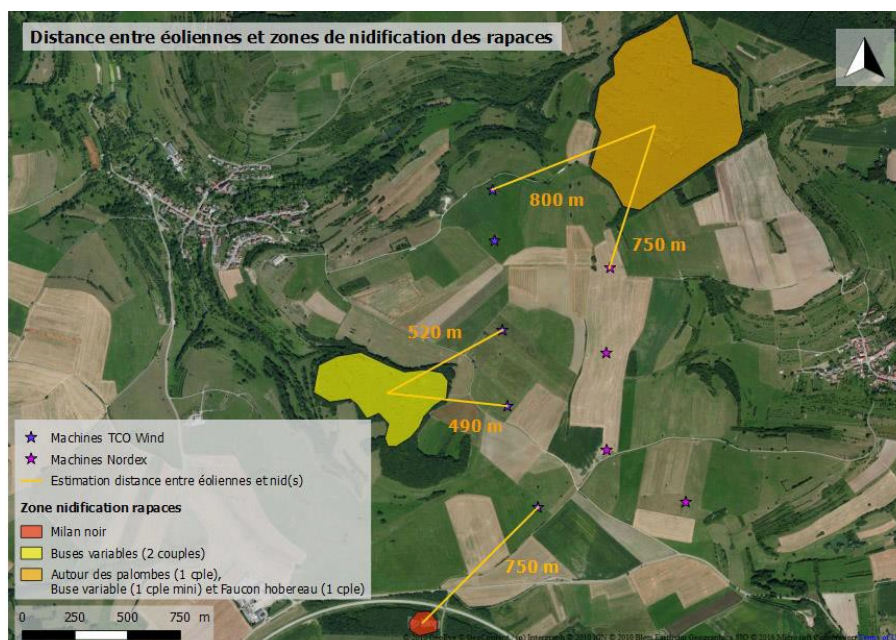 Distance entre éoliennes et zones de nidification des rapaces
800 m
750 m
520 m
490 m
750 m
Machines TCO Wind
Machines Nordex
Estimation distance entre éoliennes et nid(s)
Zone nidification rapaces
Milan noir
Buses variables (2 couples)
Autour des palombes (1 cple),
Buse variable (1 cple mini) et Faucon hobereau (1 cple)
0 250 500 750 m